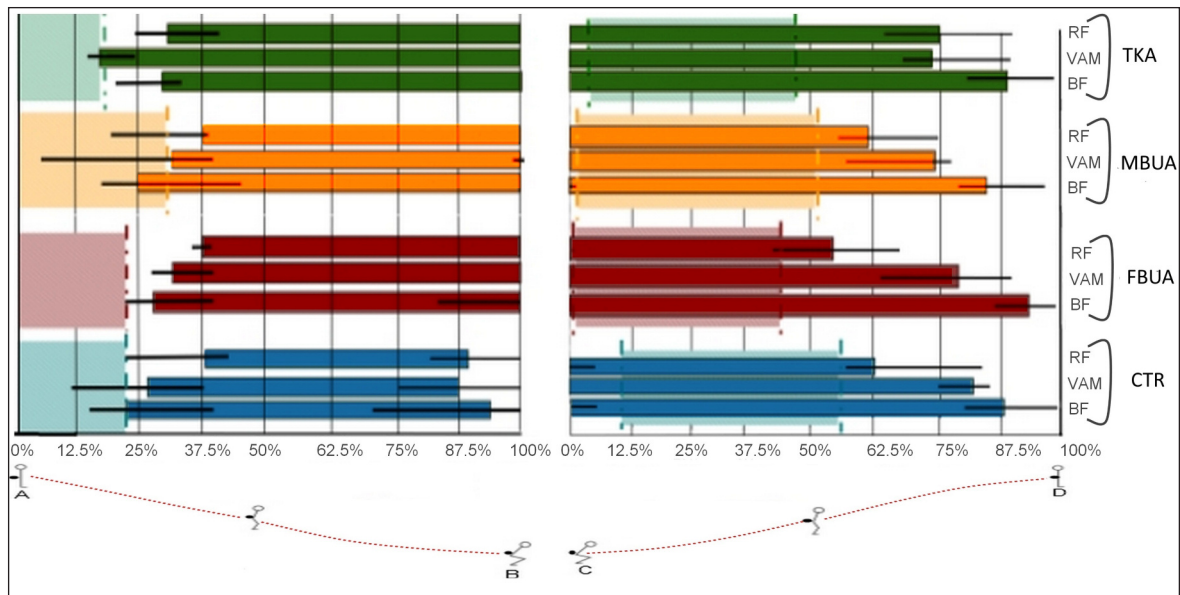 RF
VAM
BF
TKA
RF
VAM
BF
MBUA
RF
VAM
BF
FBUA
RF
VAM
BF
CTR
0% 12.5% 25% 37.5% 50% 62.5% 75% 87.5% 100% 0% 12.5% 25% 37.5% 50% 62.5% 75% 87.5% 100%
A
B
C
D